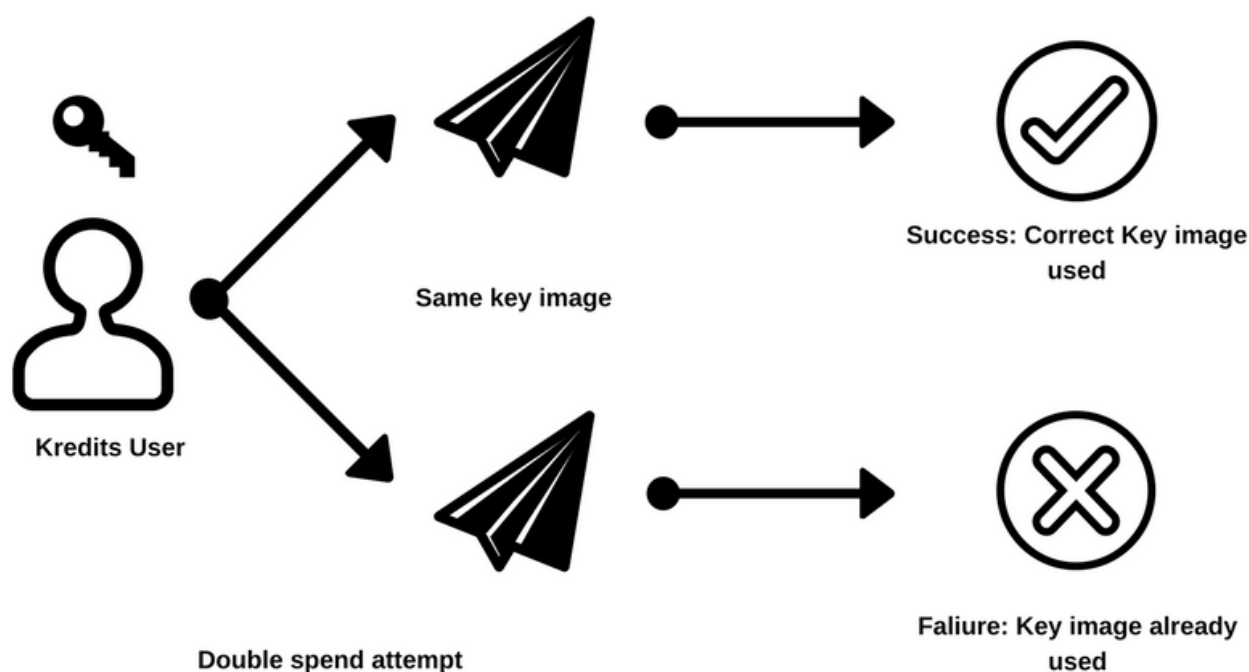 Success: Correct Key image
used
Same key image
Kredits User
Faliure: Key image already
used
Double spend attempt